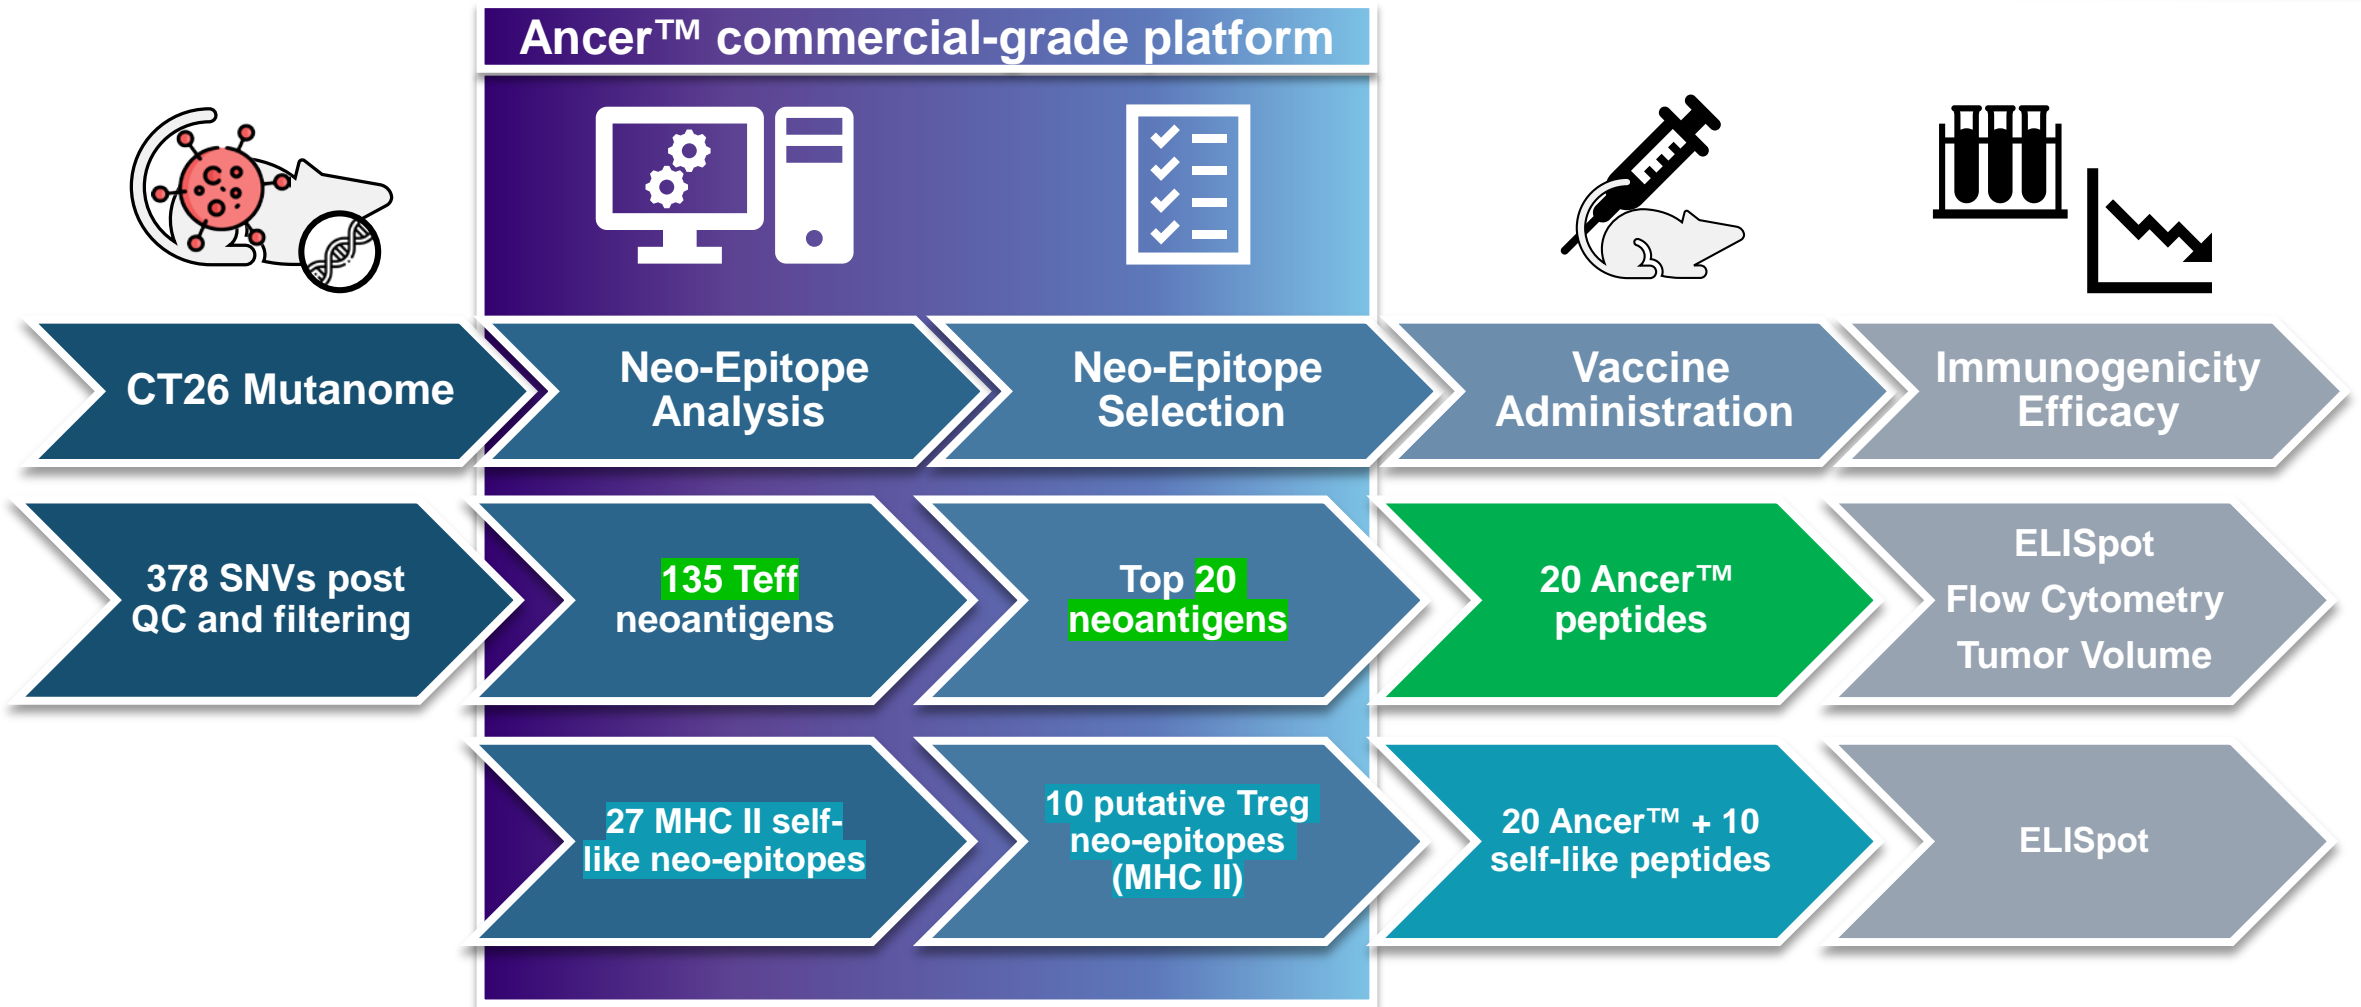 Ancer™ commercial-grade platform
CT26 Mutanome
Neo-Epitope
Analysis
Neo-Epitope
Selection
Vaccine
Administration
Immunogenicity
Efficacy
378 SNVs post
QC and filtering
135 Teff
neoantigens
Top 20
neoantigens
20 Ancer™
peptides
ELISpot
Flow Cytometry
Tumor Volume
27 MHC II self-
like neo-epitopes
10 putative Treg
neo-epitopes
(MHC II)
20 Ancer™ + 10
self-like peptides
ELISpot